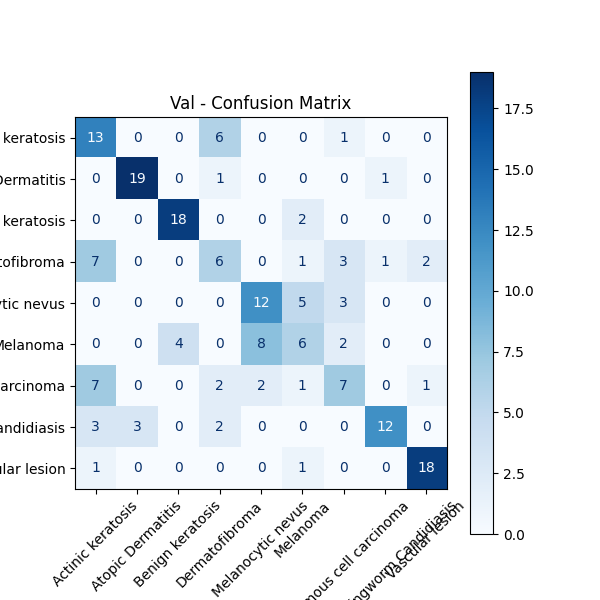 Val - Confusion Matrix
keratosis 13 0 0 6 0 0 1 0 0
Dermatitis 0 19 0 1 0 0 0 1 0
keratosis 0 0 18 0 0 2 0 0 0
tofibroma 7 0 0 6 0 1 3 1 2
tic nevus 0 0 0 0 12 5 3 0 0
Melanoma 0 0 4 0 8 6 2 0 0
arcinoma 7 0 0 2 2 1 7 0 1
andidiasis 3 3 0 2 0 0 0 12 0
ular lesion 1 0 0 0 0 1 0 0 18
Actinic keratosis
Atopic Dermatitis
Benign keratosis
Dermatofibroma
Melanocytic nevus
Melanoma
mous cell carcinoma
ngworm Candidiasis
Vascular lesion
17.5
15.0
12.5
10.0
7.5
5.0
2.5
0.0